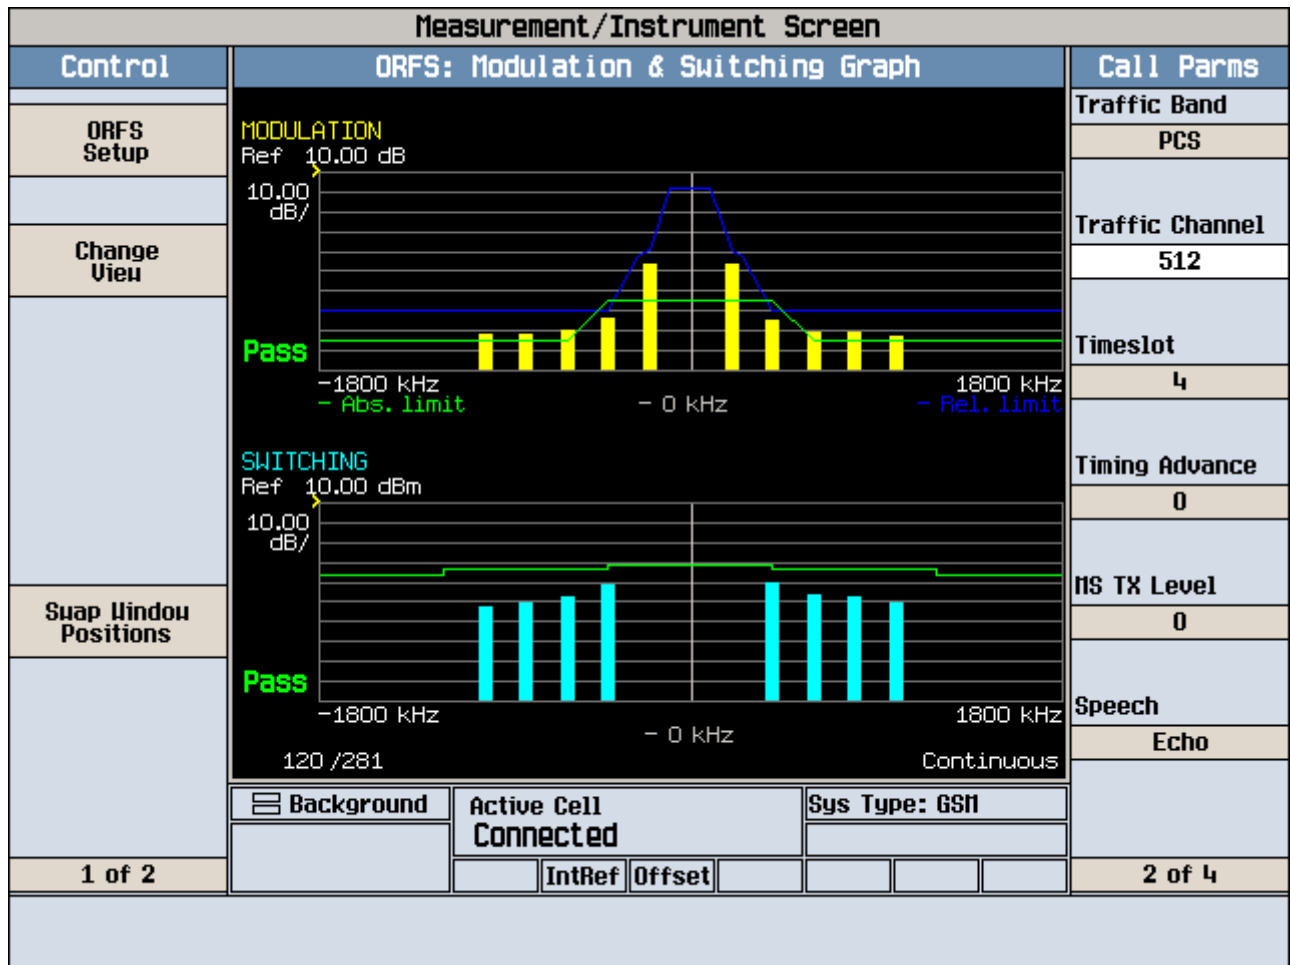 Measurement/Instrument Screen
Control
ORFS: Modulation & Switching Graph
Call Parms
ORFS
Setup
Change
View
Swap Window
Positions
1 of 2
MODULATION
Ref 10.00 dB
10.00
dB/
Pass
-1800 kHz
1800 kHz
- Abs. limit
- 0 kHz
- Rel. limit
SWITCHING
Ref 10.00 dBm
10.00
dB/
Pass
-1800 kHz
1800 kHz
- 0 kHz
120 /281
Continuous
Background
Active Cell
Connected
Sys Type: GSM
IntRef
Offset
Traffic Band
PCS
Traffic Channel
512
Timeslot
4
Timing Advance
0
MS TX Level
0
Speech
Echo
2 of 4